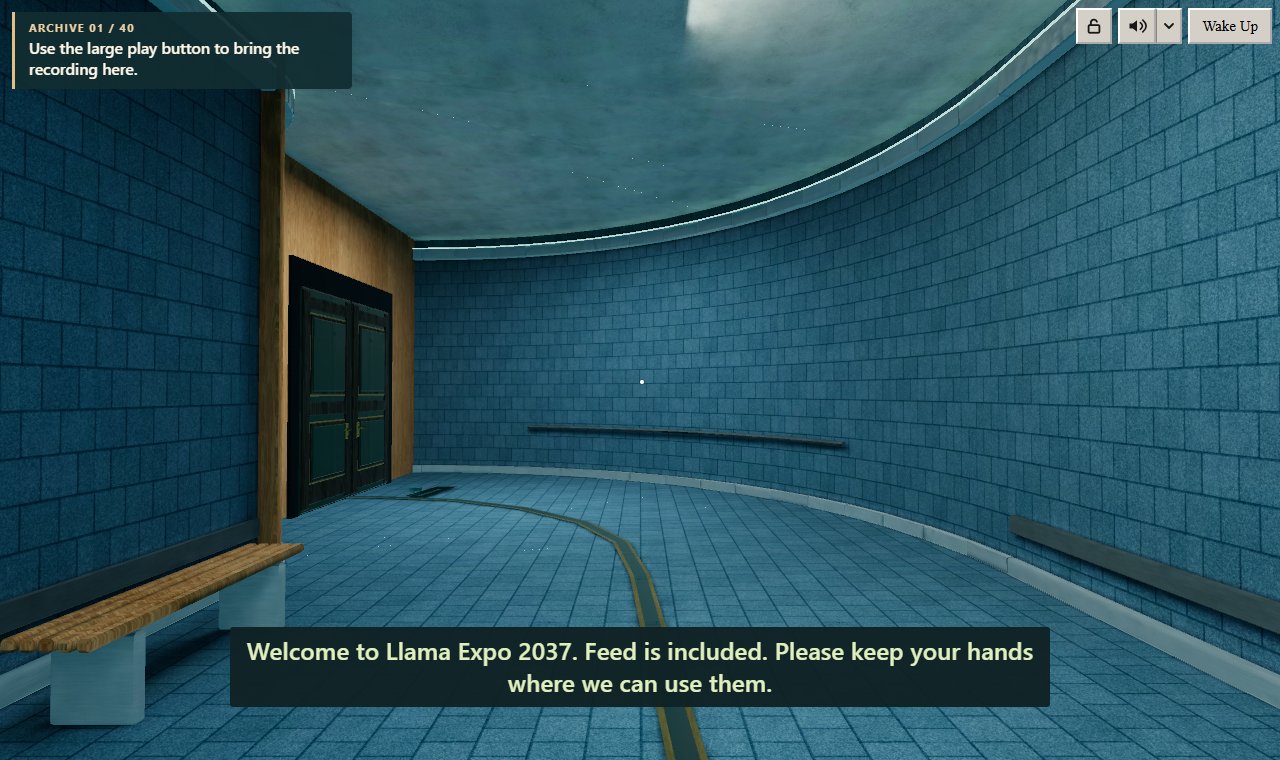 ARCHIVE 01 / 40
Use the large play button to bring the
recording here.
Wake Up
Welcome to Llama Expo 2037. Feed is included. Please keep your hands
where we can use them.